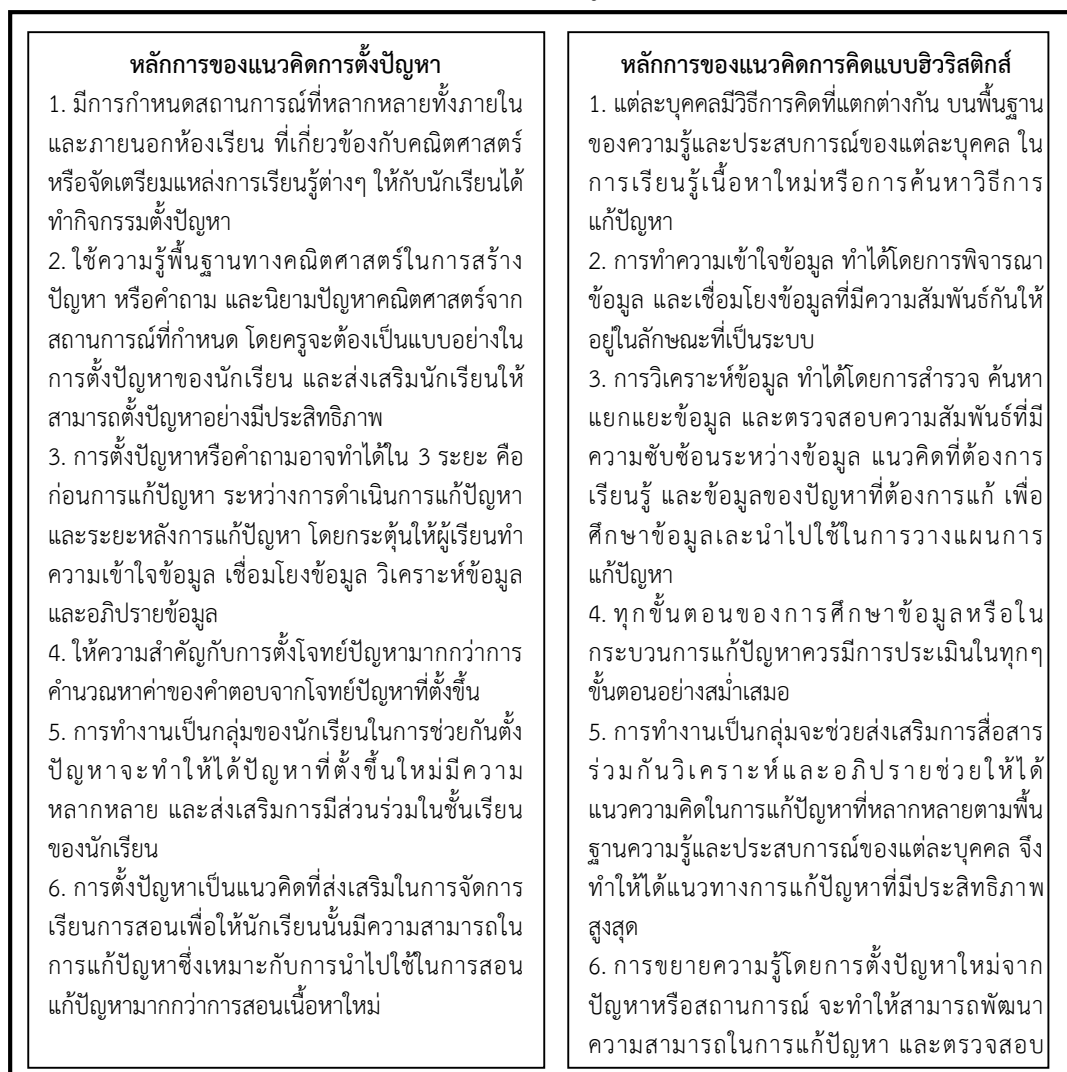 หลักการของแนวคิดการตั้งปัญหา
1. มีการกำหนดสถานการณ์ที่หลากหลายทั้งภายใน
และภายนอกห้องเรียน ที่เกี่ยวข้องกับคณิตศาสตร์
หรือจัดเตรียมแหล่งการเรียนรู้ต่างๆ ให้กับนักเรียนได้
ทำกิจกรรมตั้งปัญหา
2. ใช้ความรู้พื้นฐานทางคณิตศาสตร์ในการสร้าง
ปัญหา หรือคำถาม และนิยามปัญหาคณิตศาสตร์จาก
สถานการณ์ที่กำหนด โดยครูจะต้องเป็นแบบอย่างใน
การตั้งปัญหาของนักเรียน และส่งเสริมนักเรียนให้
สามารถตั้งปัญหาอย่างมีประสิทธิภาพ
3. การตั้งปัญหาหรือคำถามอาจทำได้ใน 3 ระยะ คือ
ก่อนการแก้ปัญหา ระหว่างการดำเนินการแก้ปัญหา
และระยะหลังการแก้ปัญหา โดยกระตุ้นให้ผู้เรียนทำ
ความเข้าใจข้อมูล เชื่อมโยงข้อมูล วิเคราะห์ข้อมูล
และอภิปรายข้อมูล
4. ให้ความสำคัญกับการตั้งโจทย์ปัญหามากกว่าการ
คำนวณหาค่าของคำตอบจากโจทย์ปัญหาที่ตั้งขึ้น
5. การทำงานเป็นกลุ่มของนักเรียนในการช่วยกันตั้ง
ปัญหาจะทำให้ได้ปัญหาที่ตั้งขึ้นใหม่มีความ
หลากหลาย และส่งเสริมการมีส่วนร่วมในชั้นเรียน
ของนักเรียน
6. การตั้งปัญหาเป็นแนวคิดที่ส่งเสริมในการจัดการ
เรียนการสอนเพื่อให้นักเรียนนั้นมีความสามารถใน
การแก้ปัญหาซึ่งเหมาะกับการนำไปใช้ในการสอน
แก้ปัญหามากกว่าการสอนเนื้อหาใหม่
หลักการของแนวคิดการคิดแบบฮิวริสติกส์
1. แต่ละบุคคลมีวิธีการคิดที่แตกต่างกัน บนพื้นฐาน
ของความรู้และประสบการณ์ของแต่ละบุคคล ใน
การเรียนรู้เนื้อหาใหม่หรือการค้นหาวิธีการ
แก้ปัญหา
2. การทำความเข้าใจข้อมูล ทำได้โดยการพิจารณา
ข้อมูล และเชื่อมโยงข้อมูลที่มีความสัมพันธ์กันให้
อยู่ในลักษณะที่เป็นระบบ
3. การวิเคราะห์ข้อมูล ทำได้โดยการสำรวจ ค้นหา
แยกแยะข้อมูล และตรวจสอบความสัมพันธ์ที่มี
ความซับซ้อนระหว่างข้อมูล แนวคิดที่ต้องการ
เรียนรู้ และข้อมูลของปัญหาที่ต้องการแก้ เพื่อ
ศึกษาข้อมูลเละนำไปใช้ในการวางแผนการ
แก้ปัญหา
4. ทุกขั้นตอนของการศึกษาข้อมูลหรือใน
กระบวนการแก้ปัญหาควรมีการประเมินในทุกๆ
ขั้นตอนอย่างสม่ำเสมอ
5. การทำงานเป็นกลุ่มจะช่วยส่งเสริมการสื่อสาร
ร่วมกันวิเคราะห์และอภิปรายช่วยให้ได้
แนวความคิดในการแก้ปัญหาที่หลากหลายตามพื้น
ฐานความรู้และประสบการณ์ของแต่ละบุคคล จึง
ทำให้ได้แนวทางการแก้ปัญหาที่มีประสิทธิภาพ
สูงสุด
6. การขยายความรู้โดยการตั้งปัญหาใหม่จาก
ปัญหาหรือสถานการณ์ จะทำให้สามารถพัฒนา
ความสามารถในการแก้ปัญหา และตรวจสอบ